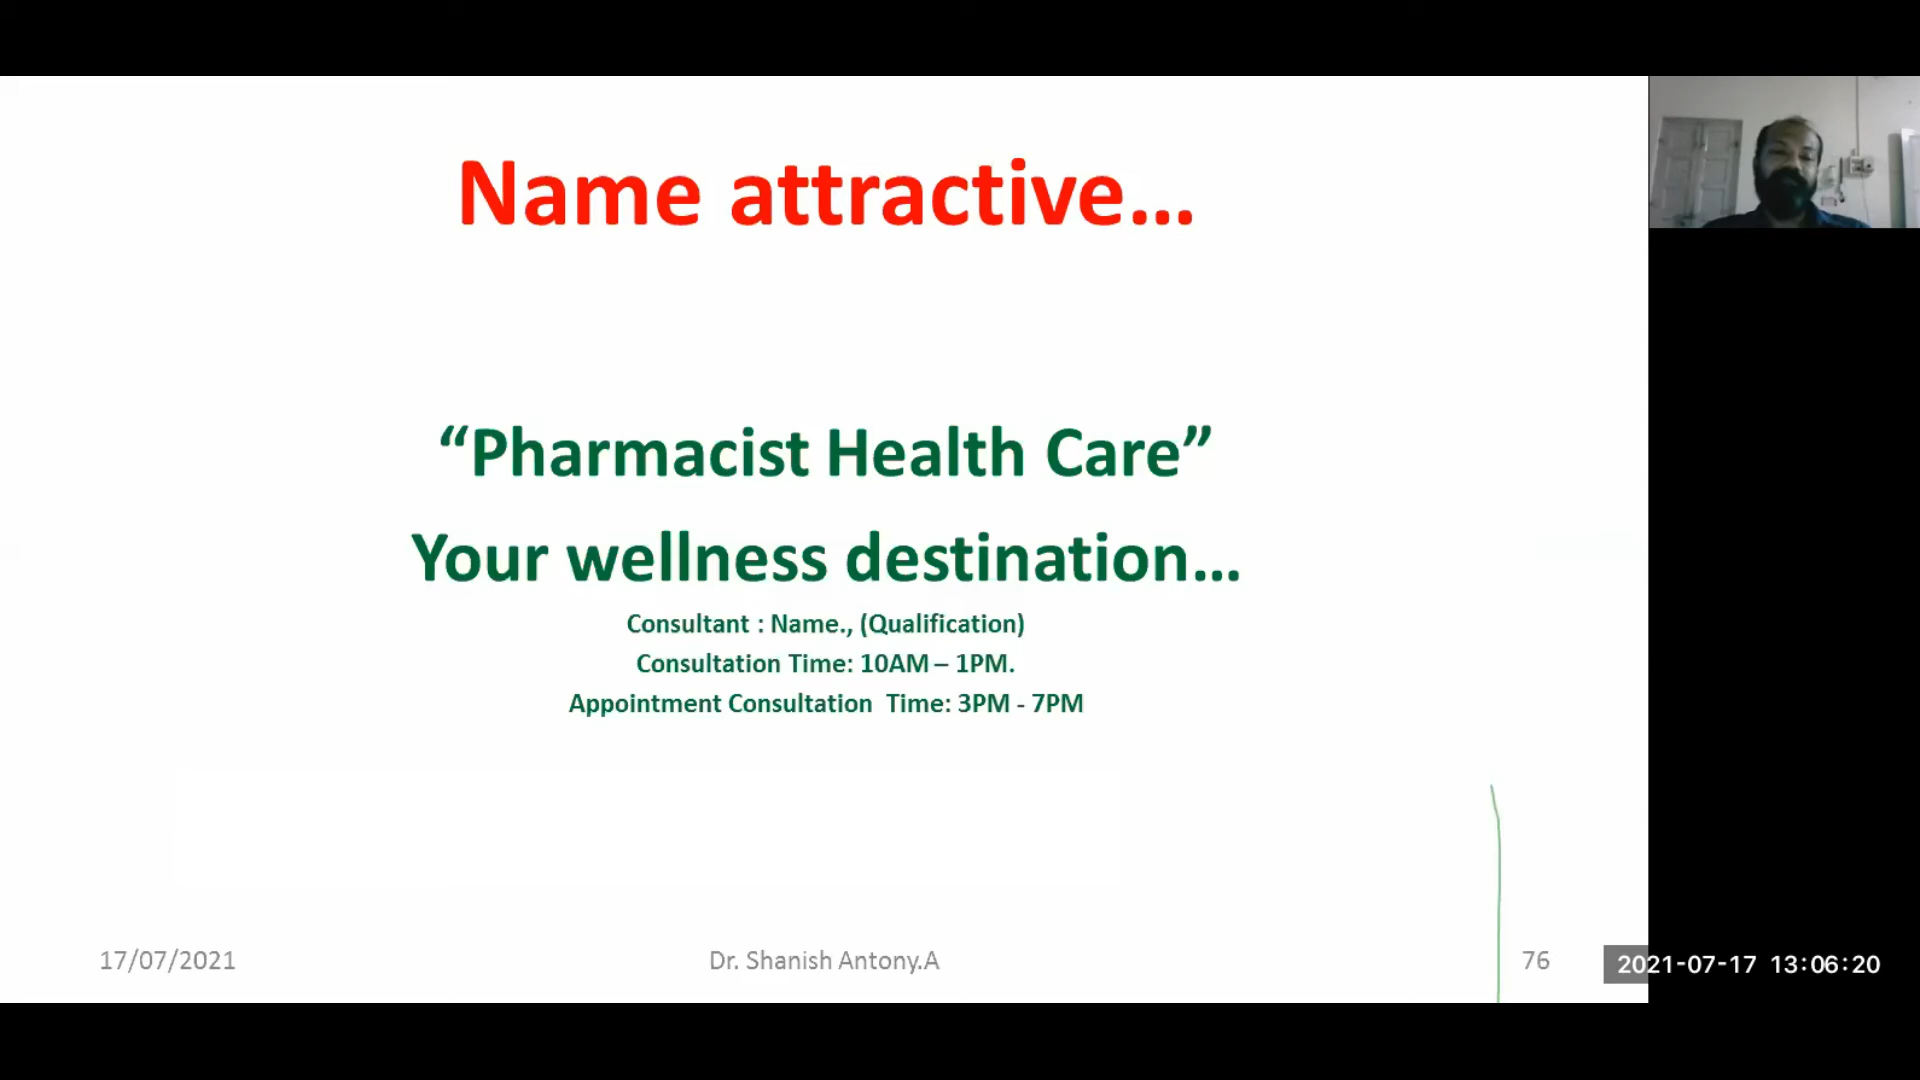 Name attractive...
“Pharmacist Health Care”
Your wellness destination...
Consultant : Name., (Qualification)
Consultation Time: 10AM – 1PM.
Appointment Consultation  Time: 3PM - 7PM
17/07/2021
Dr. Shanish Antony.A
76
2021-07-17 13:06:20